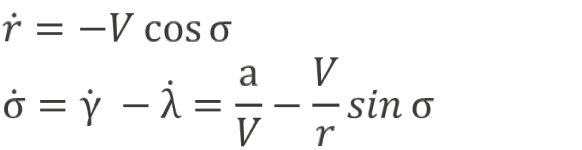 ṙ = −V cos σ
σ̇ = γ̇ − λ̇ = a/V − V/r sin σ